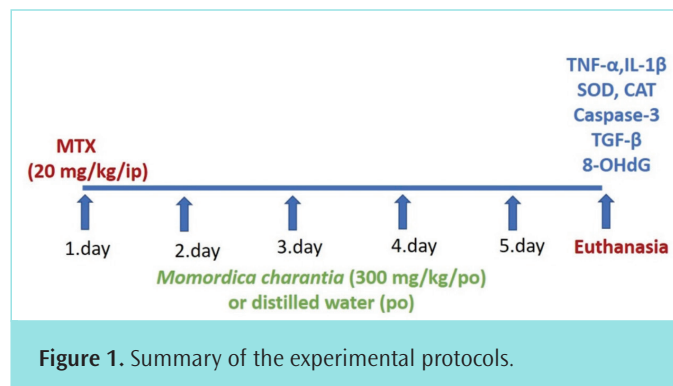 TNF-α,IL-1β
SOD, CAT
Caspase-3
TGF-β
8-OHdG
MTX
(20 mg/kg/ip)
1.day 2.day 3.day 4.day 5.day Euthanasia
Momordica charantia (300 mg/kg/po)
or distilled water (po)
Figure 1. Summary of the experimental protocols.